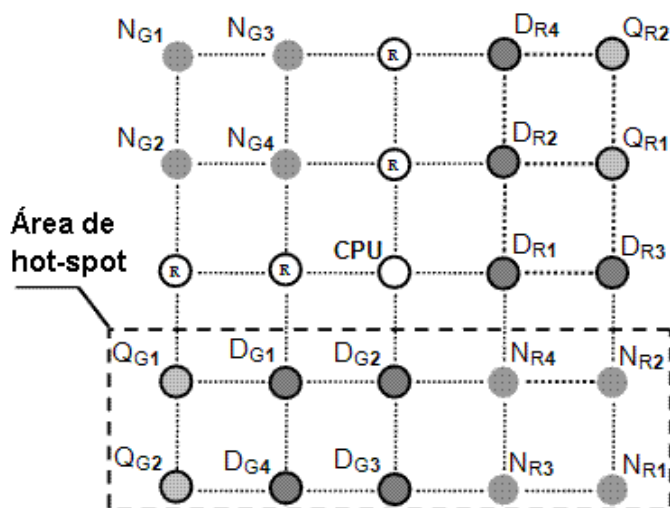 NG1 NG3 DR4 QR2
R
NG2 NG4 DR2 QR1
R
Área de
hot-spot
CPU DR1 DR3
R R
QG1 DG1 DG2 NR4 NR2
QG2 DG4 DG3 NR3 NR1